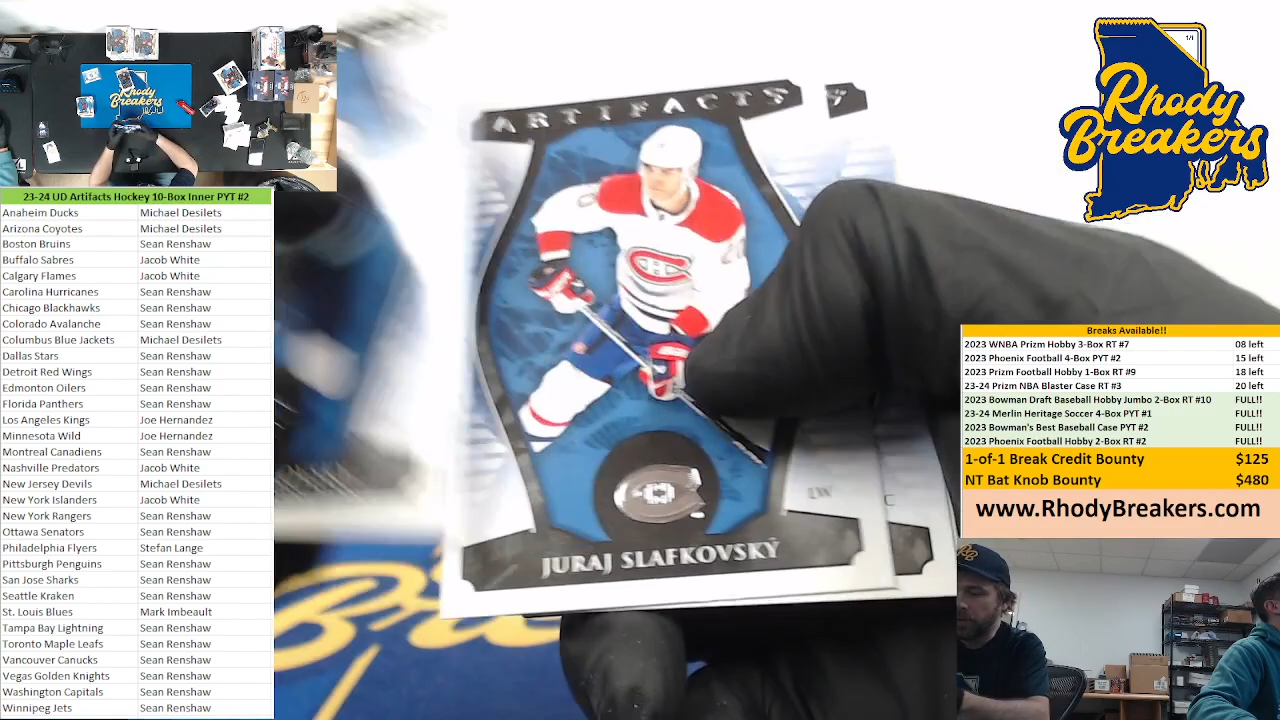 Rhody
Breakers
23-24 UD Artifacts Hockey 10-Box Inner PYT #2
Anaheim Ducks Michael Desilets
Arizona Coyotes Michael Desilets
Boston Bruins Sean Renshaw
Buffalo Sabres Jacob White
Calgary Flames Jacob White
Carolina Hurricanes Sean Renshaw
Chicago Blackhawks Sean Renshaw
Colorado Avalanche Sean Renshaw
Columbus Blue Jackets Michael Desilets
Dallas Stars Sean Renshaw
Detroit Red Wings Sean Renshaw
Edmonton Oilers Sean Renshaw
Florida Panthers Sean Renshaw
Los Angeles Kings Joe Hernandez
Minnesota Wild Joe Hernandez
Montreal Canadiens Sean Renshaw
Nashville Predators Jacob White
New Jersey Devils Michael Desilets
New York Islanders Jacob White
New York Rangers Sean Renshaw
Ottawa Senators Sean Renshaw
Philadelphia Flyers Stefan Lange
Pittsburgh Penguins Sean Renshaw
San Jose Sharks Sean Renshaw
Seattle Kraken Sean Renshaw
St. Louis Blues Mark Imbeault
Tampa Bay Lightning Sean Renshaw
Toronto Maple Leafs Sean Renshaw
Vancouver Canucks Sean Renshaw
Vegas Golden Knights Sean Renshaw
Washington Capitals Sean Renshaw
Winnipeg Jets Sean Renshaw
ARTIFACTS
LW
C
JURAJ SLAFKOVSKÝ
1/1
Rhody
Breakers
Breaks Available!!
2023 WNBA Prizm Hobby 3-Box RT #7 08 left
2023 Phoenix Football 4-Box PYT #2 15 left
2023 Prizm Football Hobby 1-Box RT #9 18 left
23-24 Prizm NBA Blaster Case RT #3 20 left
2023 Bowman Draft Baseball Hobby Jumbo 2-Box RT #10 FULL!!
23-24 Merlin Heritage Soccer 4-Box PYT #1 FULL!!
2023 Bowman's Best Baseball Case PYT #2 FULL!!
2023 Phoenix Football Hobby 2-Box RT #2 FULL!!
1-of-1 Break Credit Bounty $125
NT Bat Knob Bounty $480
www.RhodyBreakers.com
RB